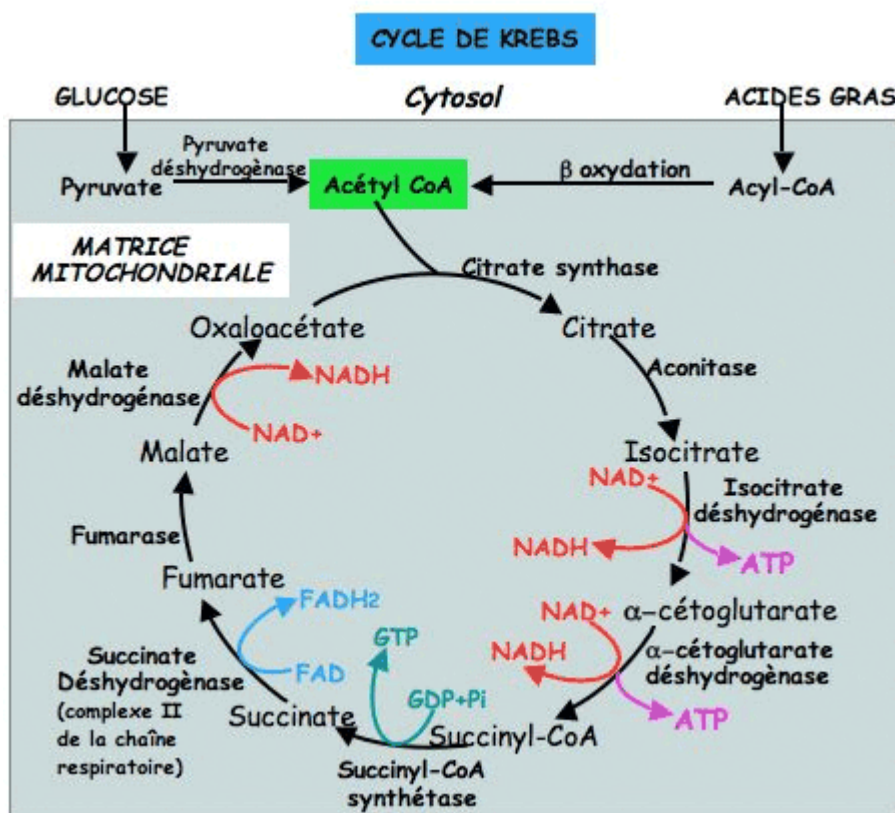 CYCLE DE KREBS
GLUCOSE
Cytosol
ACIDES GRAS
Pyruvate
déshydrogènase
Pyruvate
Acétyl CoA
β oxydation
Acyl-CoA
MATRICE
MITOCHONDRIALE
Citrate synthase
Oxaloacétate
Citrate
Malate
déshydrogénase
NADH
NAD+
Aconitase
Malate
Isocitrate
NAD+
Isocitrate
déshydrogénase
NADH
ATP
Fumarase
Fumarate
FADH2
FAD
NAD+
α-cétoglutarate
NADH
α-cétoglutarate
déhydrogènase
ATP
GTP
GDP+Pi
Succinate
Déshydrogènase
(complexe II
de la chaîne
respiratoire)
Succinate
Succinyl-CoA
Succinyl-CoA
synthétase